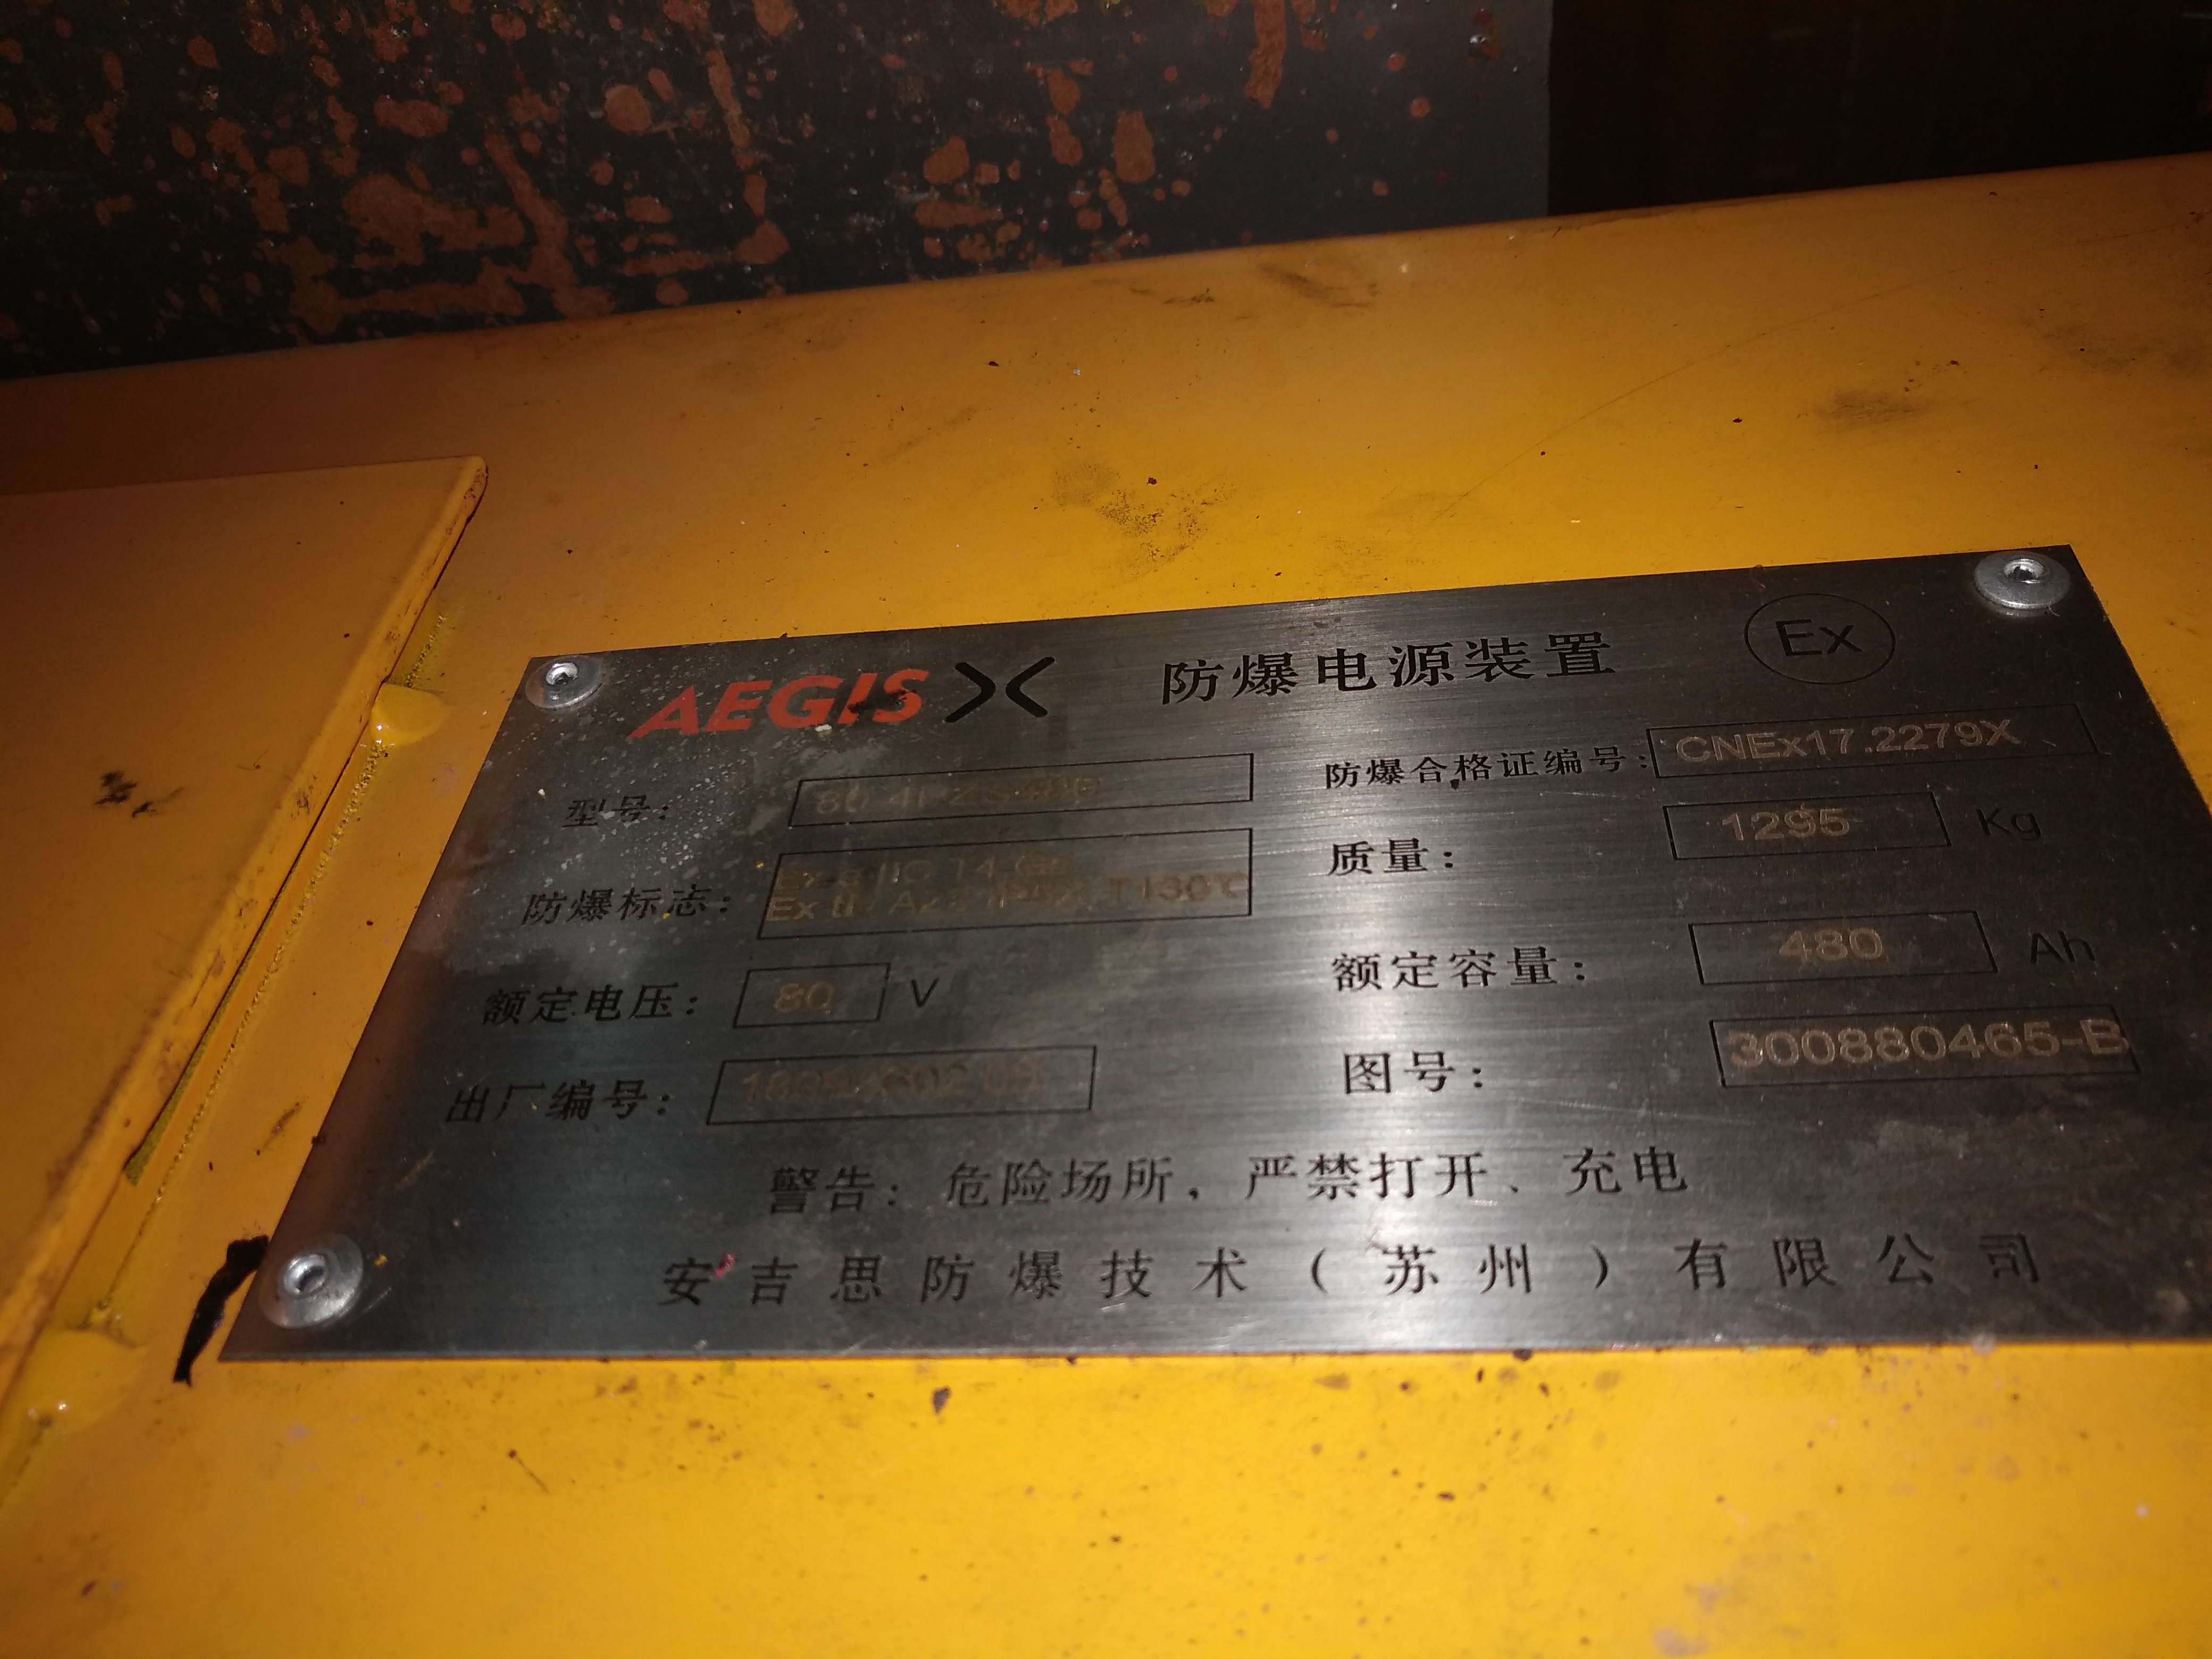 AEGIS X 防爆电源装置 Ex
型号: 防爆合格证编号: CNEx17.2279X
防爆标志: T130℃ 质量: 1295 Kg
额定电压: 80 V 额定容量: 480 Ah
出厂编号: 图号: 300880465-B
警告: 危险场所, 严禁打开、充电
安吉思防爆技术(苏州)有限公司